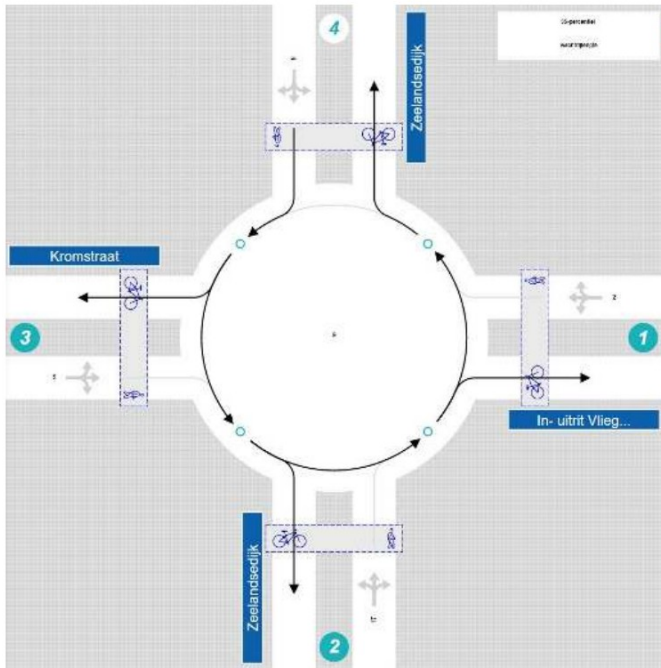 4
Zeelandsedijk
Kromstraat
3
1
In- uitrit Vlieg...
Zeelandsedijk
2